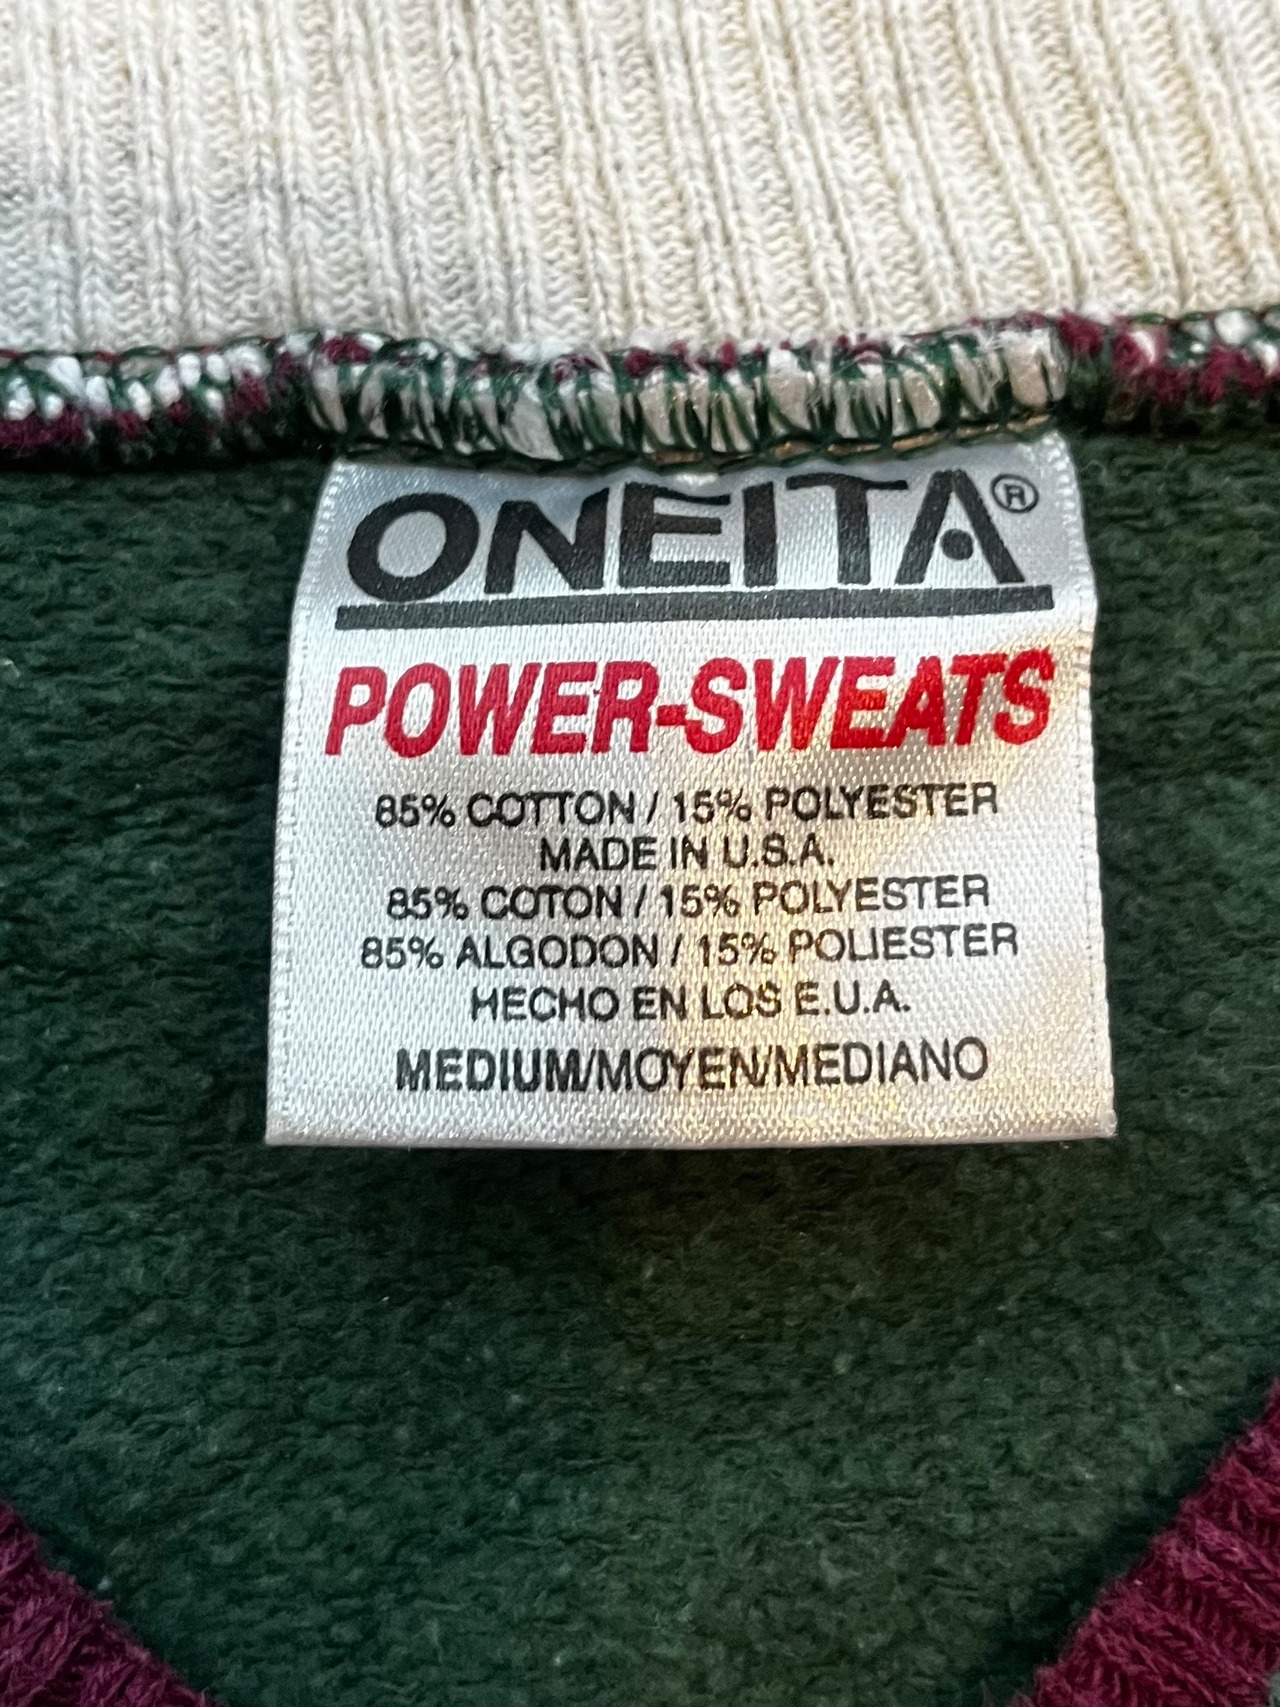 ONEITA®
POWER-SWEATS
85% COTTON / 15% POLYESTER
MADE IN U.S.A.
85% COTON / 15% POLYESTER
85% ALGODON / 15% POLIESTER
HECHO EN LOS E.U.A.
MEDIUM/MOYEN/MEDIANO